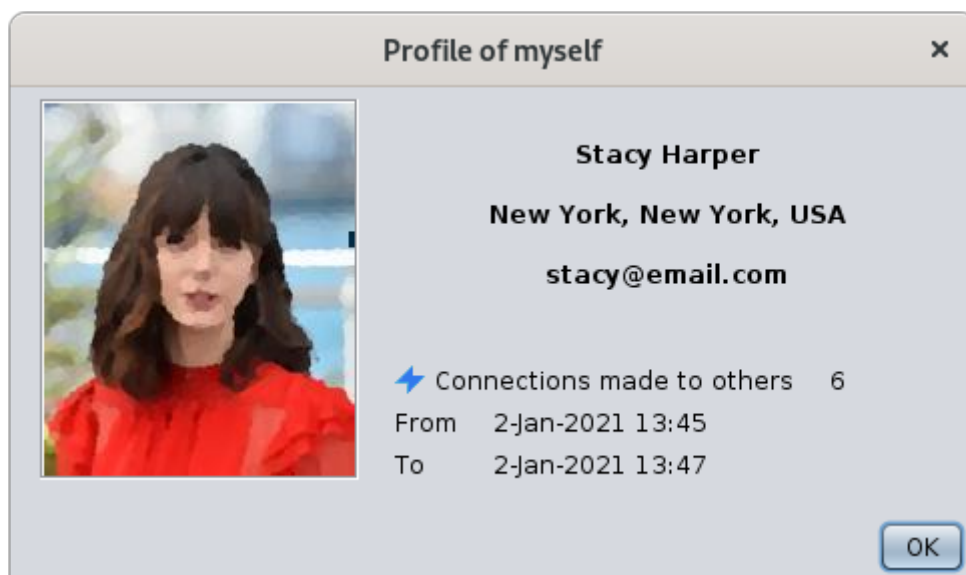 Profile of myself
Stacy Harper
New York, New York, USA
stacy@email.com
Connections made to others 6
From 2-Jan-2021 13:45
To 2-Jan-2021 13:47
OK